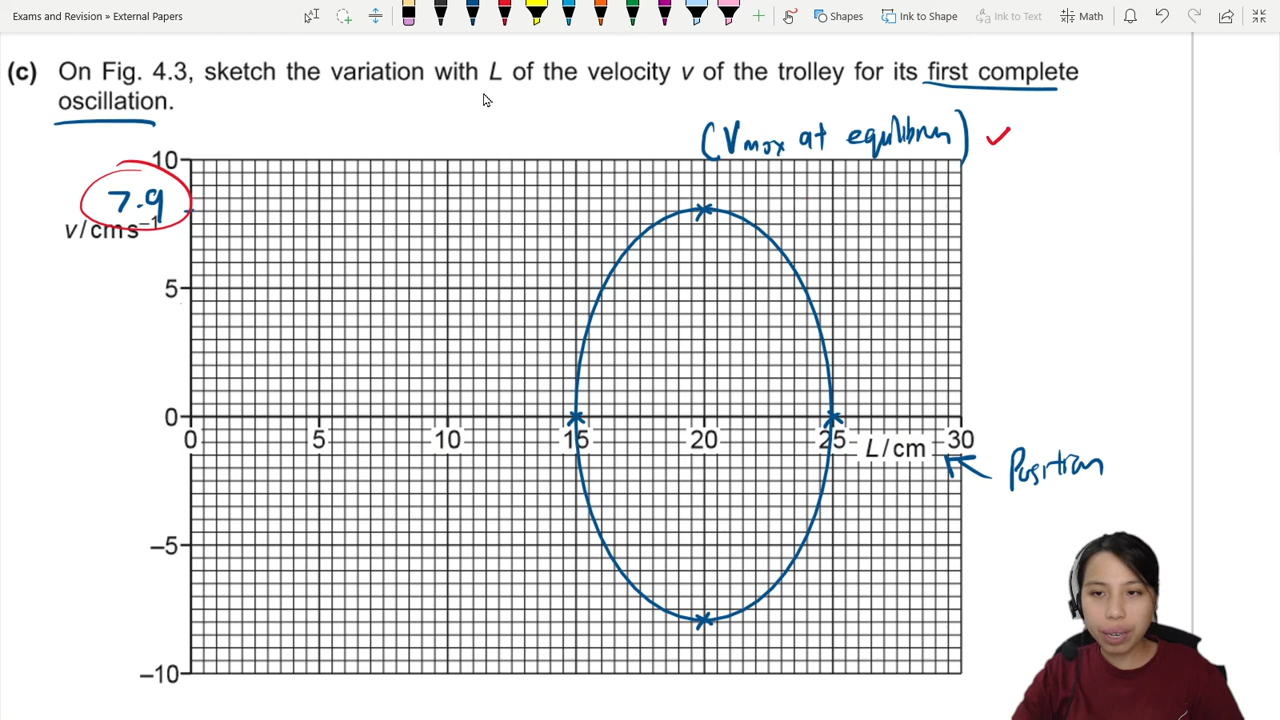 Exams and Revision » External Papers
Shapes
Ink to Shape
Ink to Text
Math
(c) On Fig. 4.3, sketch the variation with L of the velocity v of the trolley for its first complete
oscillation.
(Vmax at equilibrium) ✓
10
7.9
v/cm s⁻¹
5
0
0 5 10 15 20 25 30
L/cm
Position
–5
–10